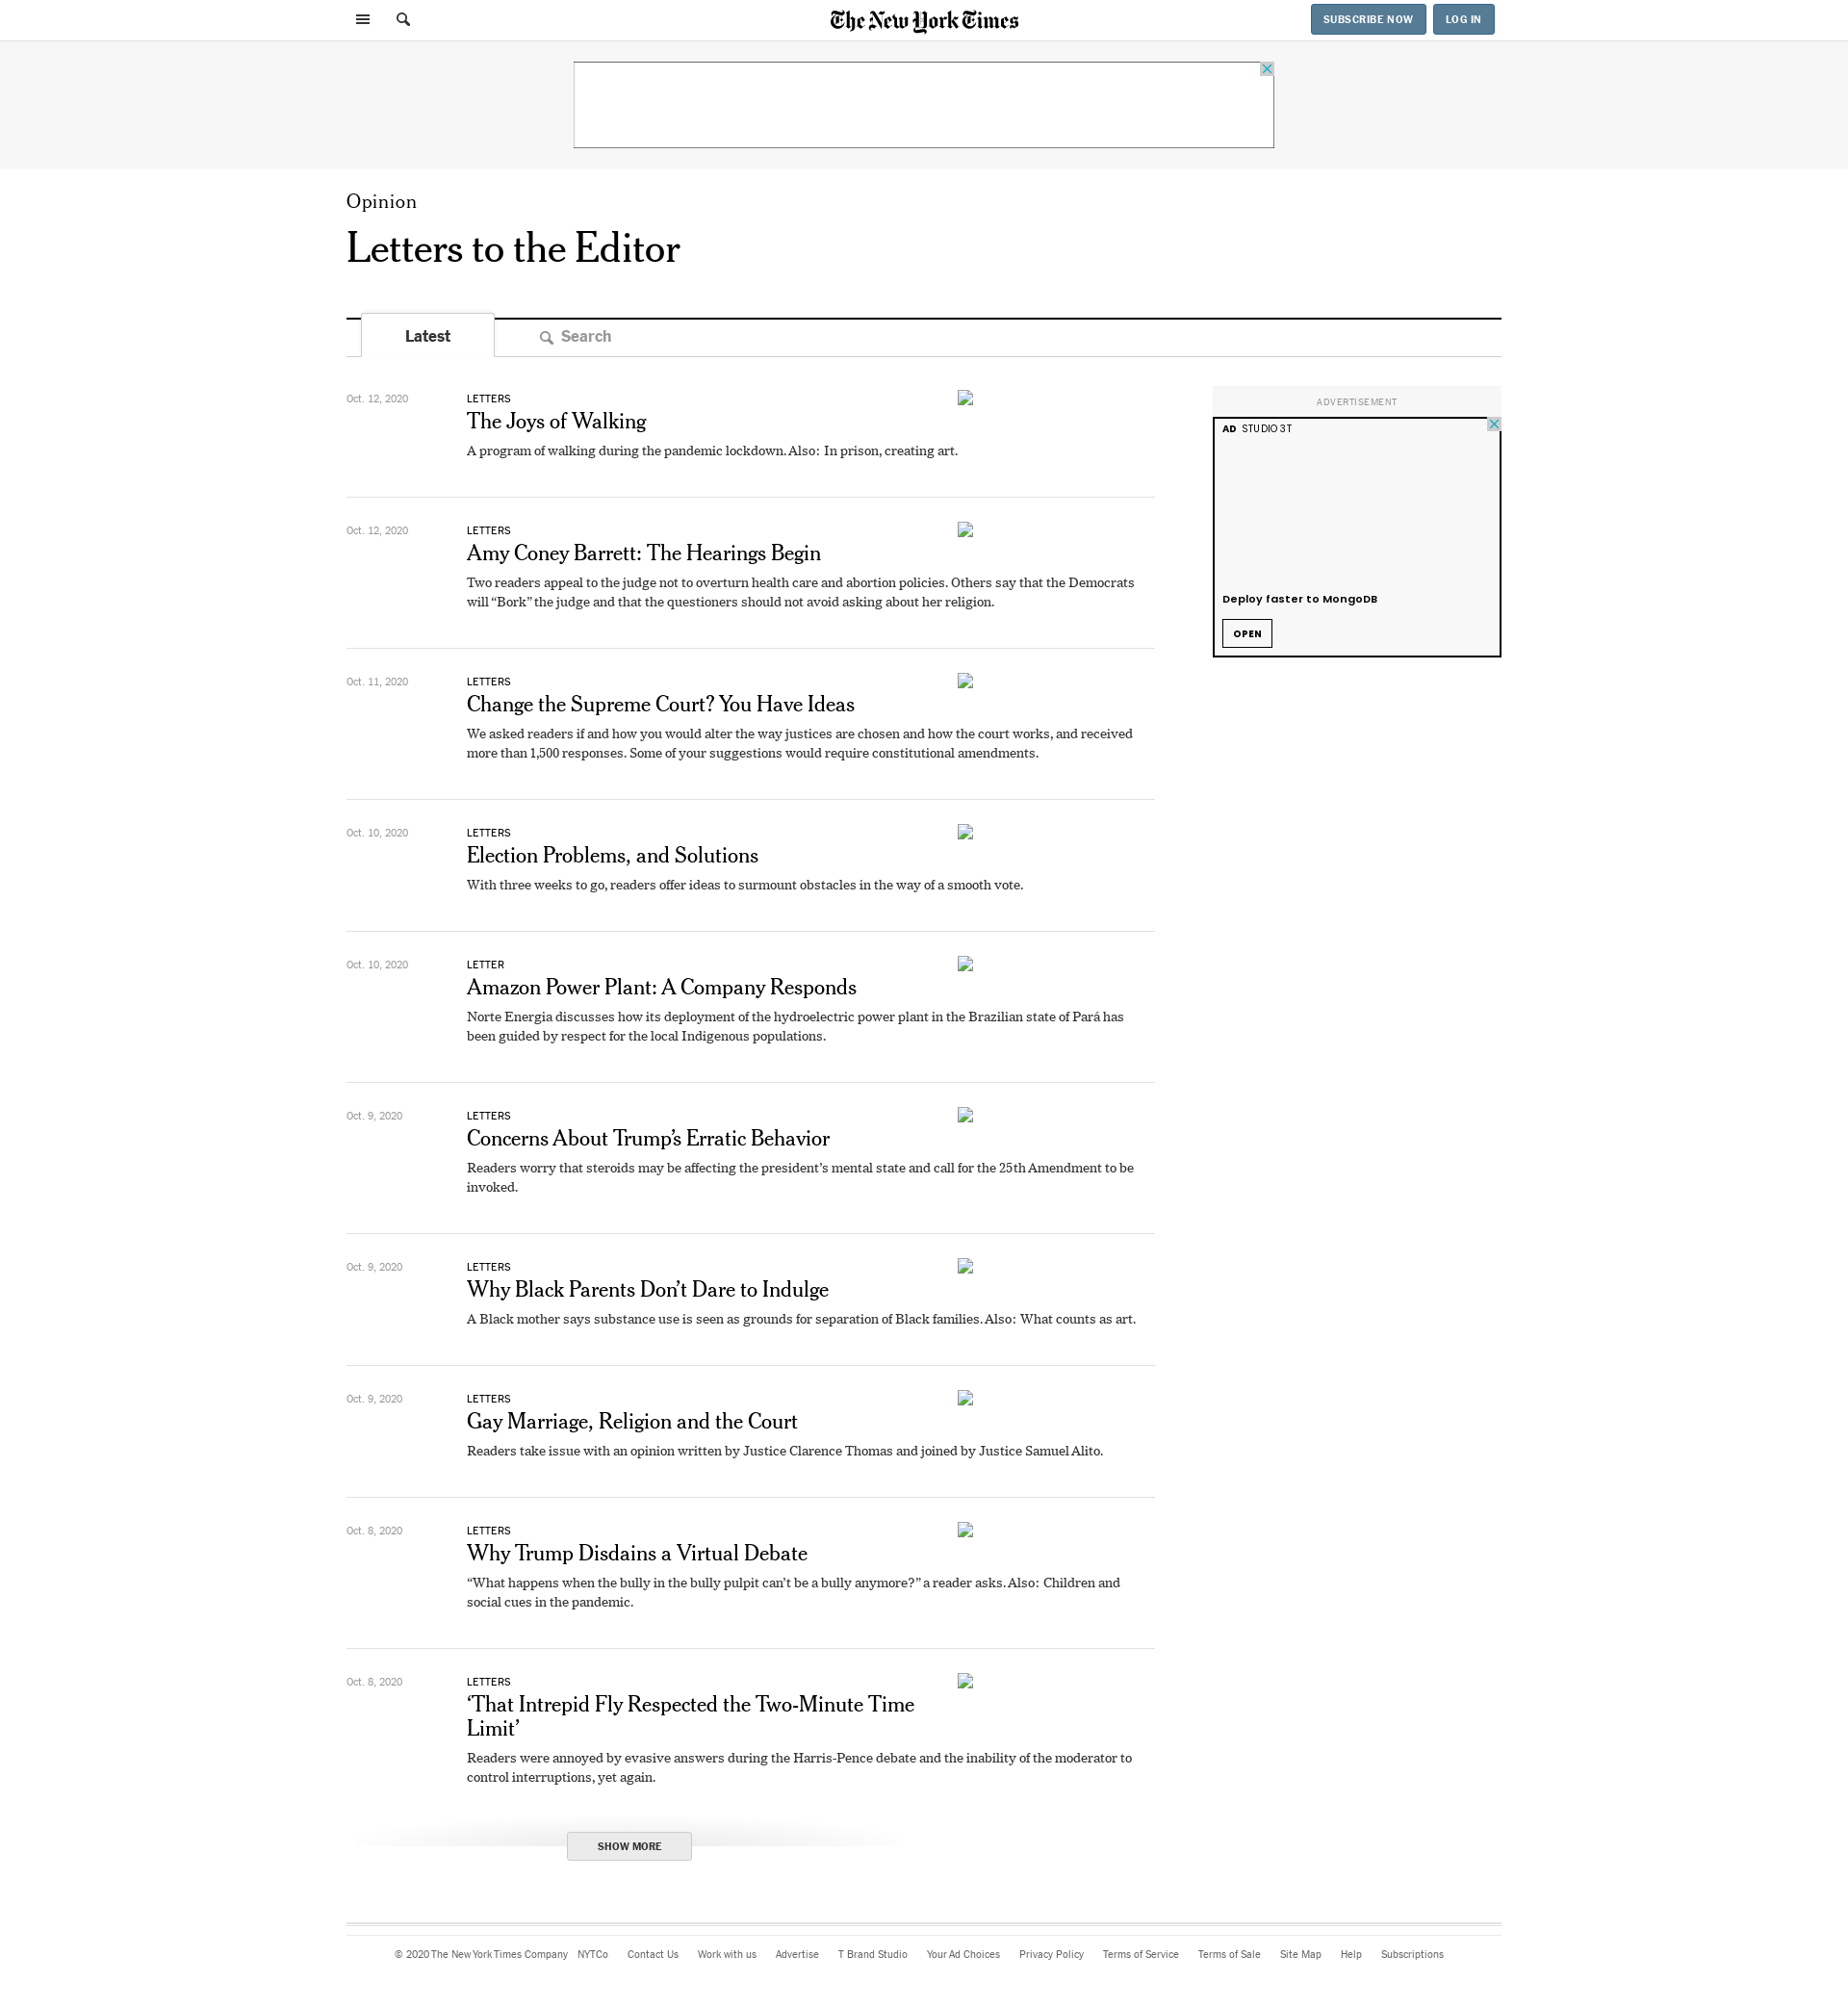 The New York Times
SUBSCRIBE NOW
LOG IN
Opinion
Letters to the Editor
Latest
Search
Oct. 12, 2020
LETTERS
The Joys of Walking
A program of walking during the pandemic lockdown. Also: In prison, creating art.
ADVERTISEMENT
AD STUDIO 3T
Deploy faster to MongoDB
OPEN
Oct. 12, 2020
LETTERS
Amy Coney Barrett: The Hearings Begin
Two readers appeal to the judge not to overturn health care and abortion policies. Others say that the Democrats
will “Bork” the judge and that the questioners should not avoid asking about her religion.
Oct. 11, 2020
LETTERS
Change the Supreme Court? You Have Ideas
We asked readers if and how you would alter the way justices are chosen and how the court works, and received
more than 1,500 responses. Some of your suggestions would require constitutional amendments.
Oct. 10, 2020
LETTERS
Election Problems, and Solutions
With three weeks to go, readers offer ideas to surmount obstacles in the way of a smooth vote.
Oct. 10, 2020
LETTER
Amazon Power Plant: A Company Responds
Norte Energia discusses how its deployment of the hydroelectric power plant in the Brazilian state of Pará has
been guided by respect for the local Indigenous populations.
Oct. 9, 2020
LETTERS
Concerns About Trump’s Erratic Behavior
Readers worry that steroids may be affecting the president’s mental state and call for the 25th Amendment to be
invoked.
Oct. 9, 2020
LETTERS
Why Black Parents Don’t Dare to Indulge
A Black mother says substance use is seen as grounds for separation of Black families. Also: What counts as art.
Oct. 9, 2020
LETTERS
Gay Marriage, Religion and the Court
Readers take issue with an opinion written by Justice Clarence Thomas and joined by Justice Samuel Alito.
Oct. 8, 2020
LETTERS
Why Trump Disdains a Virtual Debate
“What happens when the bully in the bully pulpit can’t be a bully anymore?” a reader asks. Also: Children and
social cues in the pandemic.
Oct. 8, 2020
LETTERS
‘That Intrepid Fly Respected the Two-Minute Time
Limit’
Readers were annoyed by evasive answers during the Harris-Pence debate and the inability of the moderator to
control interruptions, yet again.
SHOW MORE
© 2020 The New York Times Company NYTCo Contact Us Work with us Advertise T Brand Studio Your Ad Choices Privacy Policy Terms of Service Terms of Sale Site Map Help Subscriptions